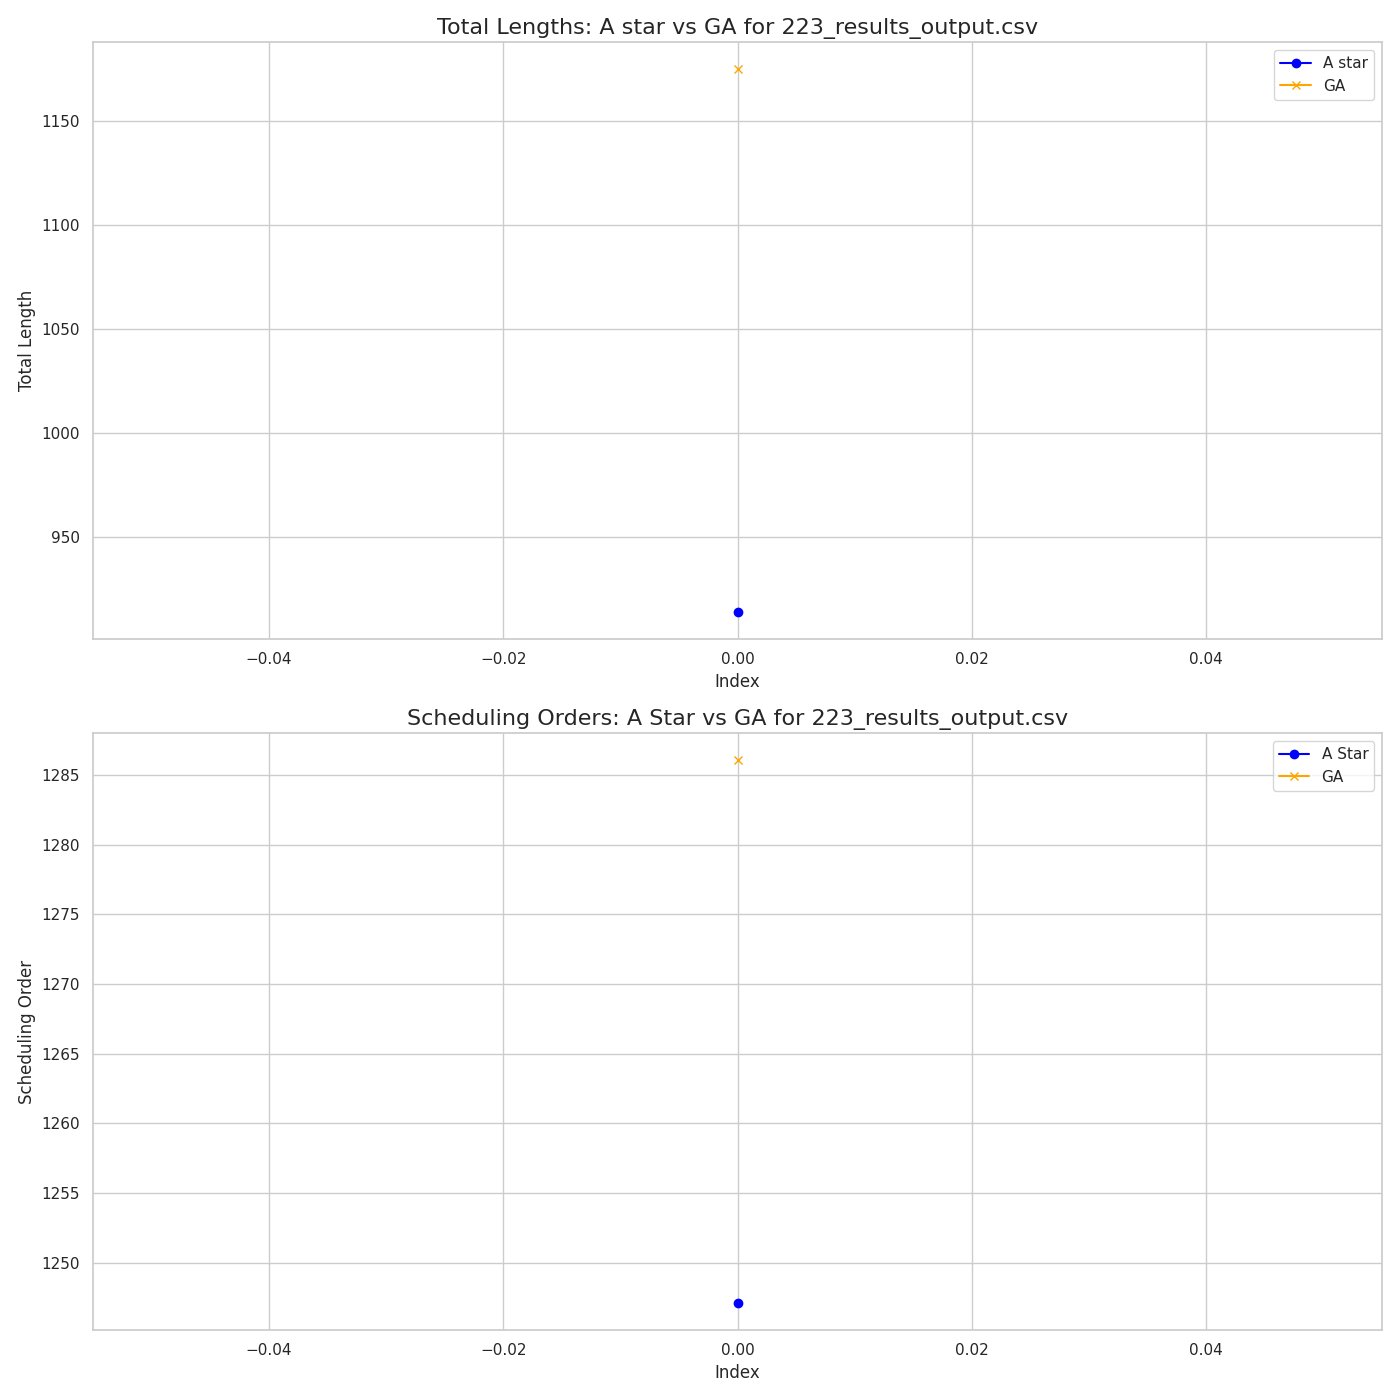 Total Lengths: A star vs GA for 223_results_output.csv
A star
GA
1150
1100
1050
1000
950
Total Length
−0.04
−0.02
0.00
0.02
0.04
Index
Scheduling Orders: A Star vs GA for 223_results_output.csv
A Star
GA
1285
1280
1275
1270
1265
1260
1255
1250
Scheduling Order
−0.04
−0.02
0.00
0.02
0.04
Index